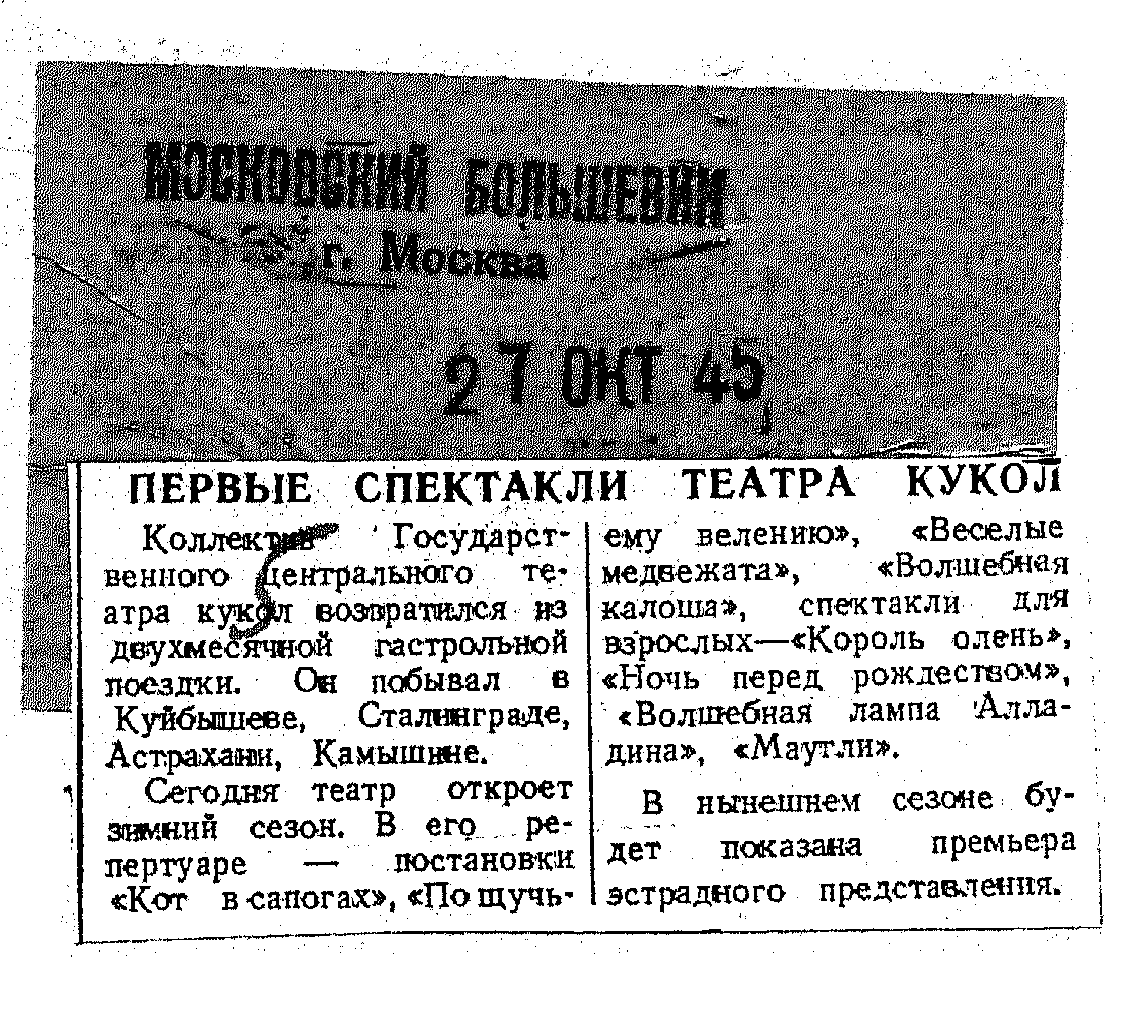 МОСКОВСКИЙ БОЛЬШЕВИК
г. Москва
27 ОКТ 45
ПЕРВЫЕ СПЕКТАКЛИ ТЕАТРА КУКОЛ
Коллектив Государст-
венного центрального те-
атра кукол возвратился из
двухмесячной гастрольной
поездки. Он побывал в
Куйбышеве, Сталинграде,
Астрахани, Камышине.
Сегодня театр откроет
зимний сезон. В его ре-
пертуаре — постановки
«Кот в сапогах», «По щучь-
ему велению», «Веселые
медвежата», «Волшебная
калоша», спектакли для
взрослых—«Король олень»,
«Ночь перед рождеством»,
«Волшебная лампа Алла-
дина», «Маугли».
В нынешнем сезоне бу-
дет показана премьера
эстрадного представления.